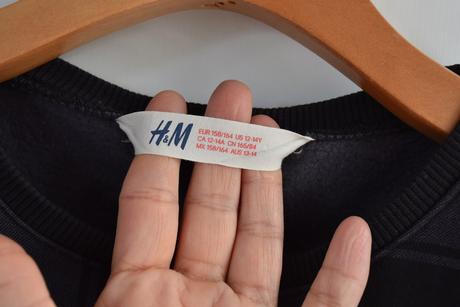 H&M
EUR 158/164 US 12-14Y
CA 12-14A CN 165/84
MX 158/164 AUS 13-14